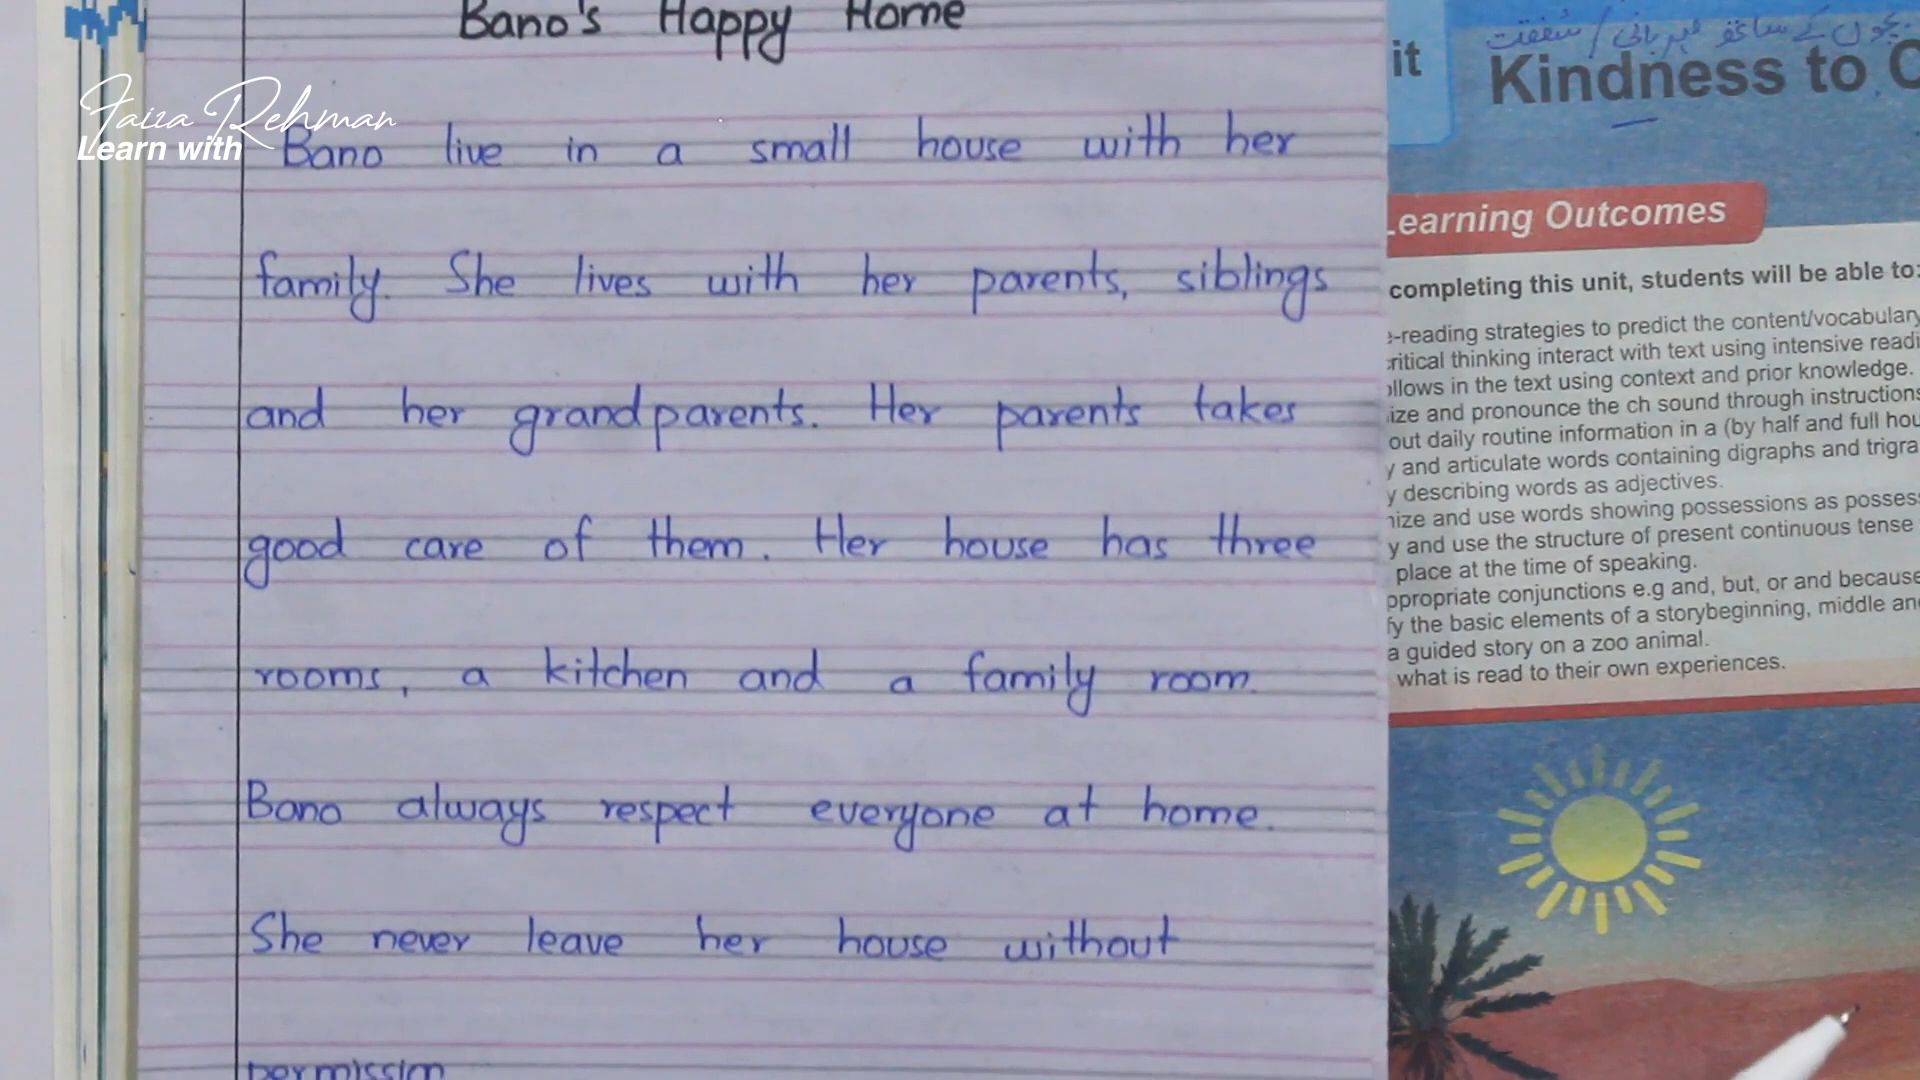 Bano's Happy Home
Faiza Rehman
Learn with
Bano live in a small house with her
family. She lives with her parents, siblings
and her grandparents. Her parents takes
good care of them. Her house has three
rooms, a kitchen and a family room.
Bano always respect everyone at home.
She never leave her house without
permission
بچوں کے ساتھ مہربانی / شفقت
it
Kindness to C
Learning Outcomes
completing this unit, students will be able to:
e-reading strategies to predict the content/vocabulary
critical thinking interact with text using intensive readi
ollows in the text using context and prior knowledge.
ize and pronounce the ch sound through instructions
out daily routine information in a (by half and full hou
y and articulate words containing digraphs and trigra
y describing words as adjectives.
nize and use words showing possessions as possess
y and use the structure of present continuous tense
place at the time of speaking.
ppropriate conjunctions e.g and, but, or and because
fy the basic elements of a storybeginning, middle and
a guided story on a zoo animal.
what is read to their own experiences.